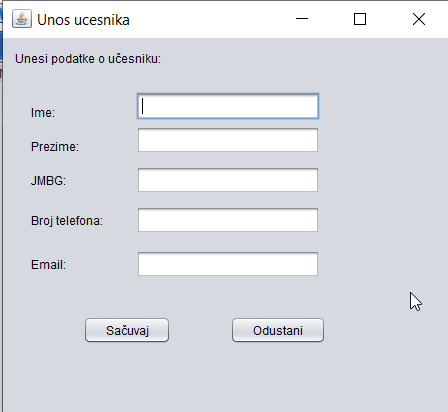 Unos ucesnika
Unesi podatke o učesniku:
Ime:
Prezime:
JMBG:
Broj telefona:
Email:
Sačuvaj Odustani